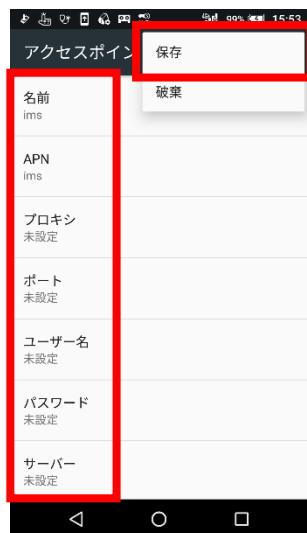 99% 15:53
アクセスポイン
保存
破棄
名前
ims
APN
ims
プロキシ
未設定
ポート
未設定
ユーザー名
未設定
パスワード
未設定
サーバー
未設定